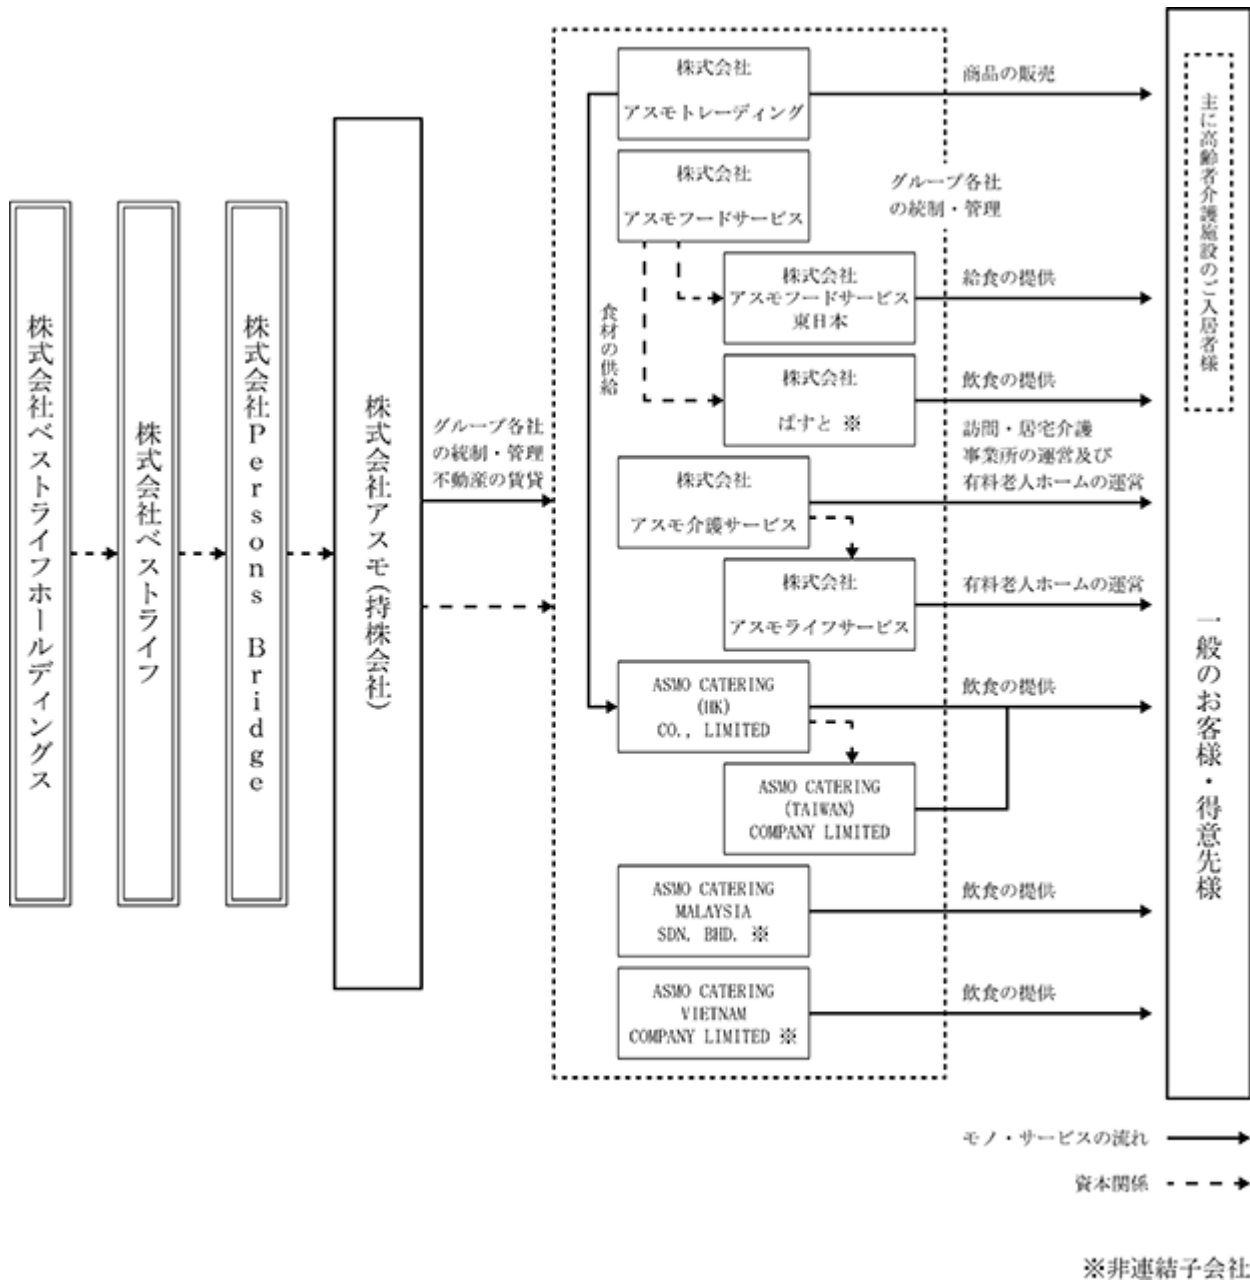 株式会社ベストライフホールディングス
株式会社ベストライフ
株式会社Persons Bridge
株式会社アスモ(持株会社)
グループ各社
の統制・管理
不動産の賃貸
株式会社
アスモトレーディング
商品の販売
株式会社
アスモフードサービス
グループ各社
の統制・管理
食材の供給
株式会社
アスモフードサービス
東日本
給食の提供
株式会社
ぱすと ※
飲食の提供
株式会社
アスモ介護サービス
訪問・居宅介護
事業所の運営及び
有料老人ホームの運営
株式会社
アスモライフサービス
有料老人ホームの運営
ASMO CATERING
(HK)
CO., LIMITED
飲食の提供
ASMO CATERING
(TAIWAN)
COMPANY LIMITED
ASMO CATERING
MALAYSIA
SDN. BHD. ※
飲食の提供
ASMO CATERING
VIETNAM
COMPANY LIMITED ※
飲食の提供
主に高齢者介護施設のご入居者様
一般のお客様・得意先様
モノ・サービスの流れ
資本関係
※非連結子会社